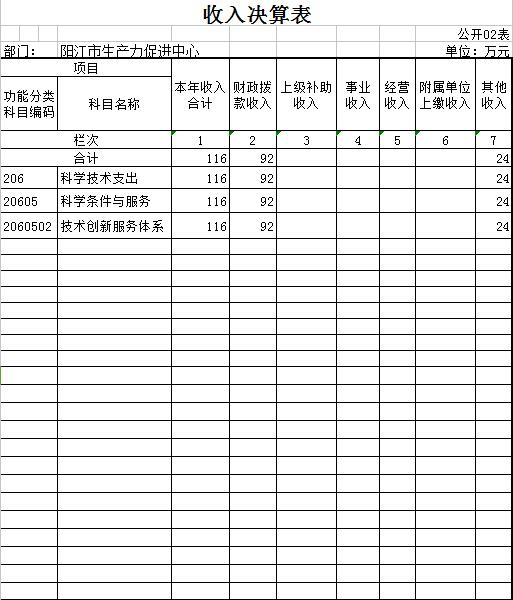 收入决算表
公开02表
部门： 阳江市生产力促进中心 单位：万元
项目 本年收入合计 财政拨款收入 上级补助收入 事业收入 经营收入 附属单位上缴收入 其他收入
功能分类科目编码 科目名称
栏次 1 2 3 4 5 6 7
合计 116 92 24
206 科学技术支出 116 92 24
20605 科学条件与服务 116 92 24
2060502 技术创新服务体系 116 92 24